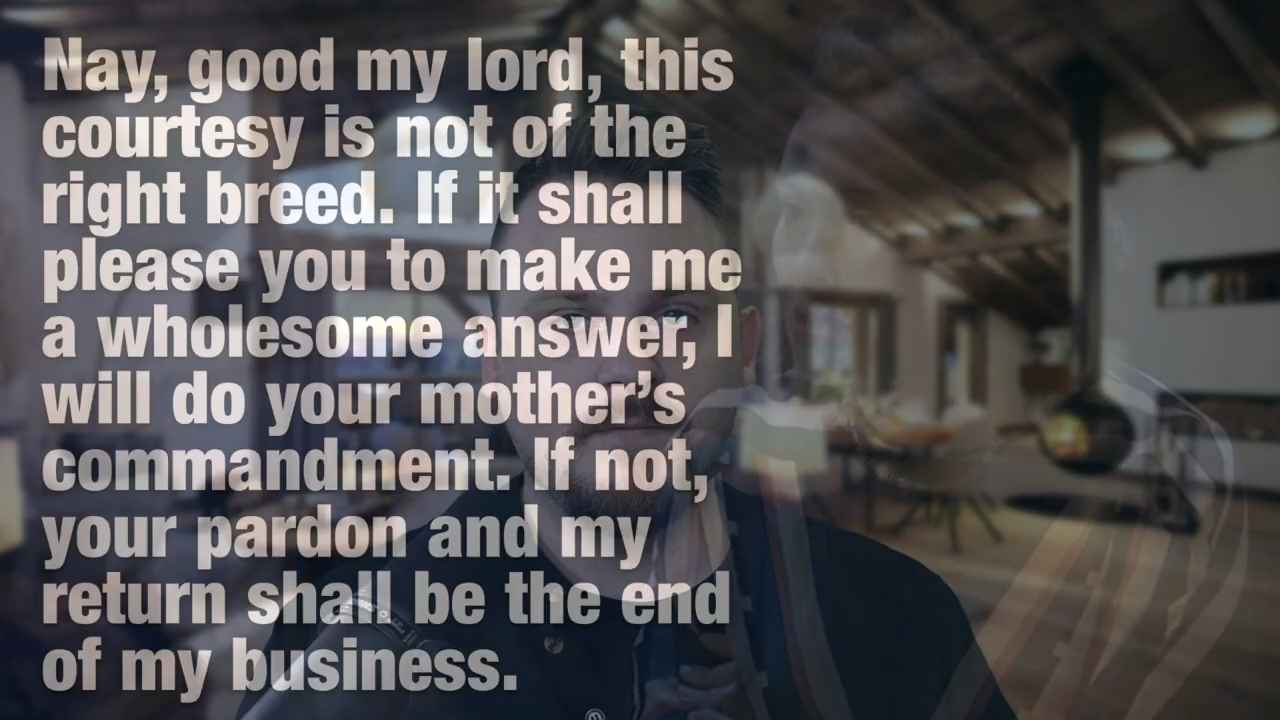 Nay, good my lord, this
courtesy is not of the
right breed. If it shall
please you to make me
a wholesome answer, I
will do your mother’s
commandment. If not,
your pardon and my
return shall be the end
of my business.